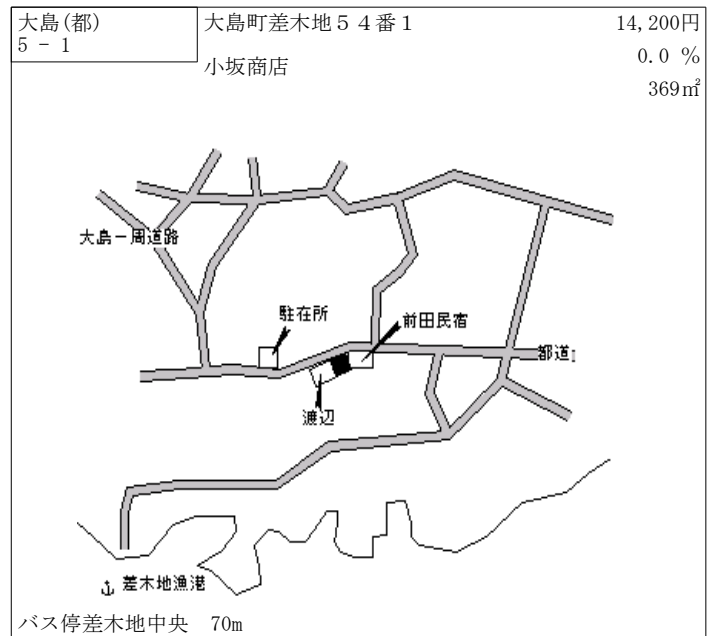 大島(都)
5 － 1
大島町差木地５４番１
小坂商店
14,200円
0.0 %
369㎡
大島一周道路
駐在所
前田民宿
都道
渡辺
差木地漁港
バス停差木地中央　70m